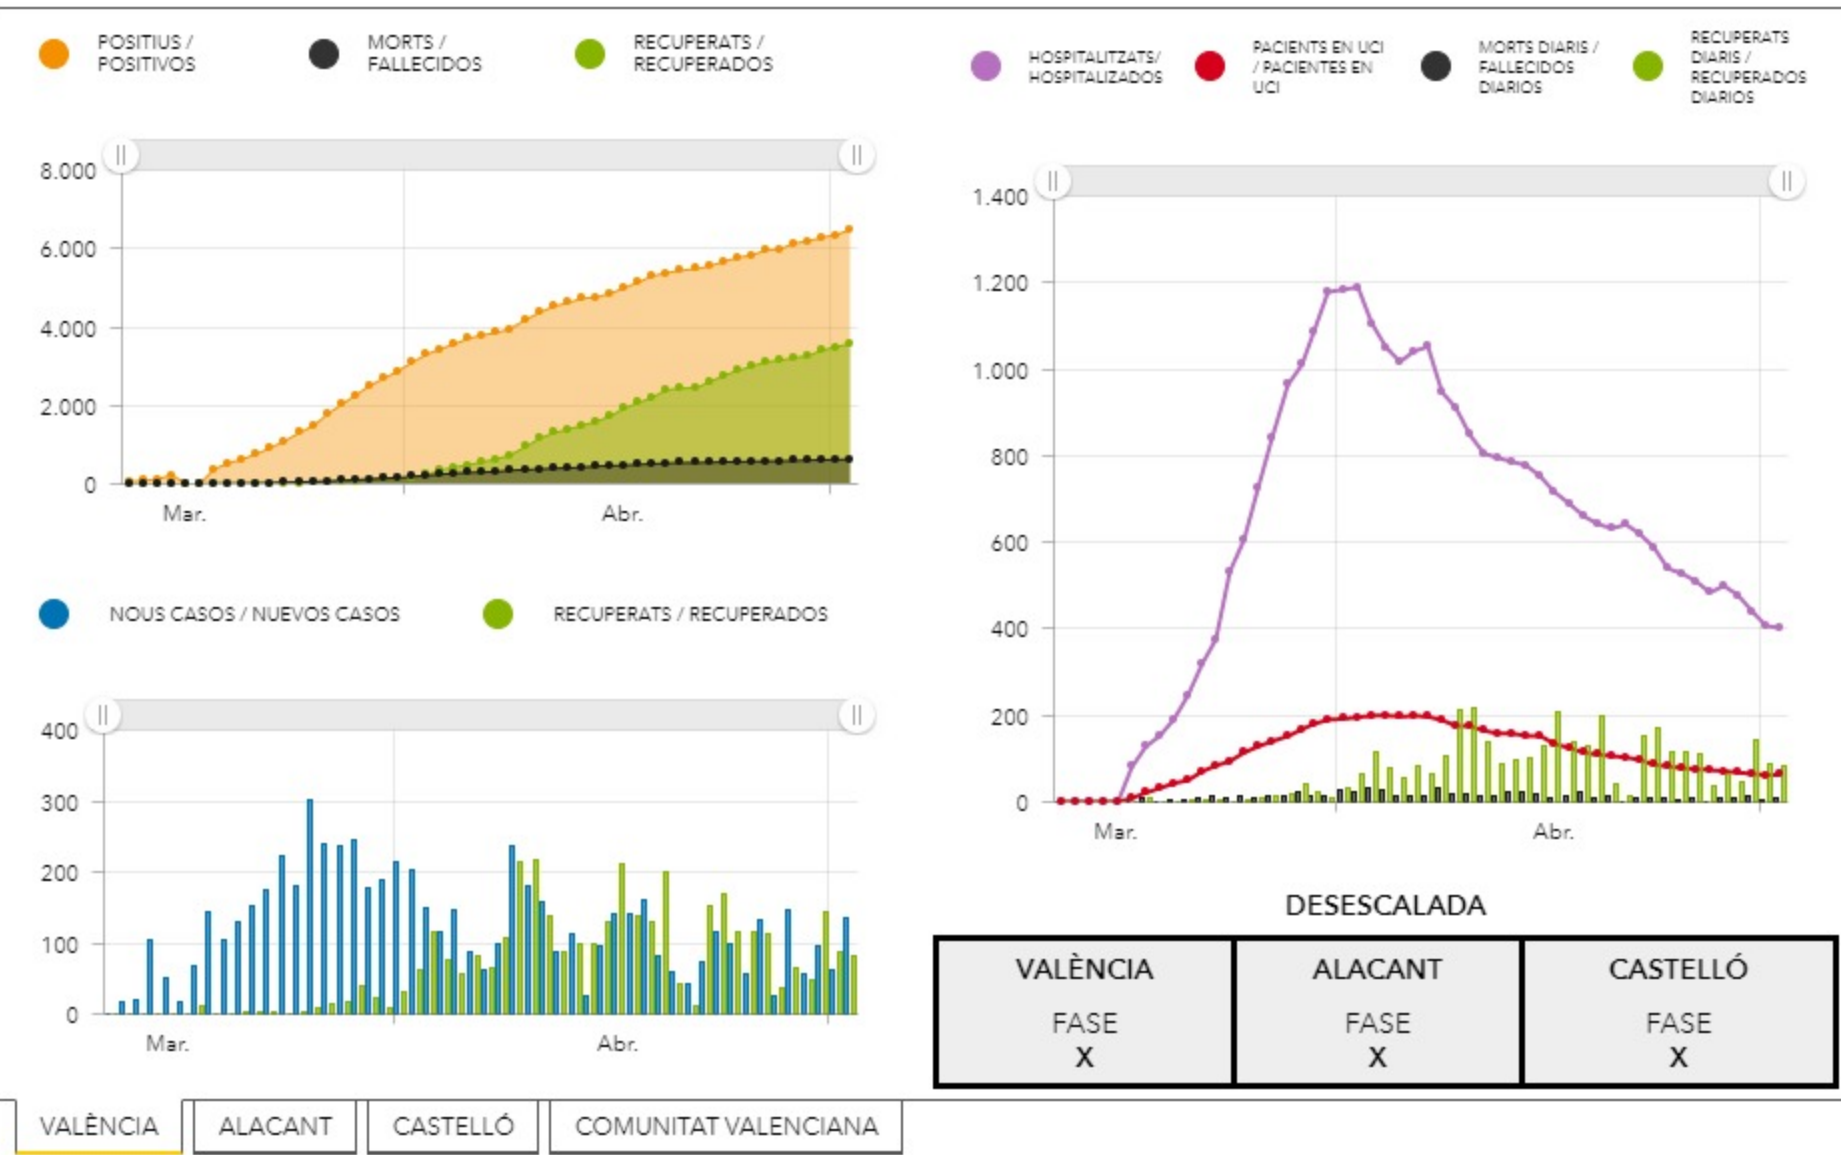 POSITIUS /
POSITIVOS
MORTS /
FALLECIDOS
RECUPERATS /
RECUPERADOS
8.000
6.000
4.000
2.000
0
Mar.
Abr.
NOUS CASOS / NUEVOS CASOS
RECUPERATS / RECUPERADOS
400
300
200
100
0
Mar.
Abr.
HOSPITALITZATS/
HOSPITALIZADOS
PACIENTS EN UCI
/ PACIENTES EN
UCI
MORTS DIARIS /
FALLECIDOS
DIARIOS
RECUPERATS
DIARIS /
RECUPERADOS
DIARIOS
1.400
1.200
1.000
800
600
400
200
0
Mar.
Abr.
DESESCALADA
VALÈNCIA
FASE
X
ALACANT
FASE
X
CASTELLÓ
FASE
X
VALÈNCIA
ALACANT
CASTELLÓ
COMUNITAT VALENCIANA